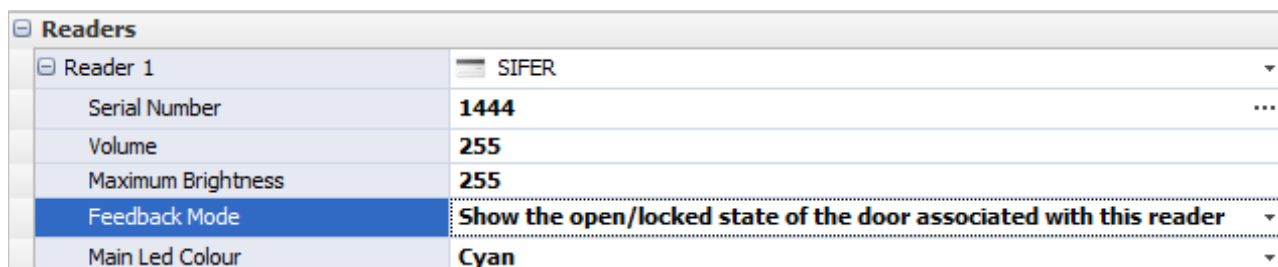 Readers
Reader 1 SIFER
Serial Number 1444 ...
Volume 255
Maximum Brightness 255
Feedback Mode Show the open/locked state of the door associated with this reader
Main Led Colour Cyan